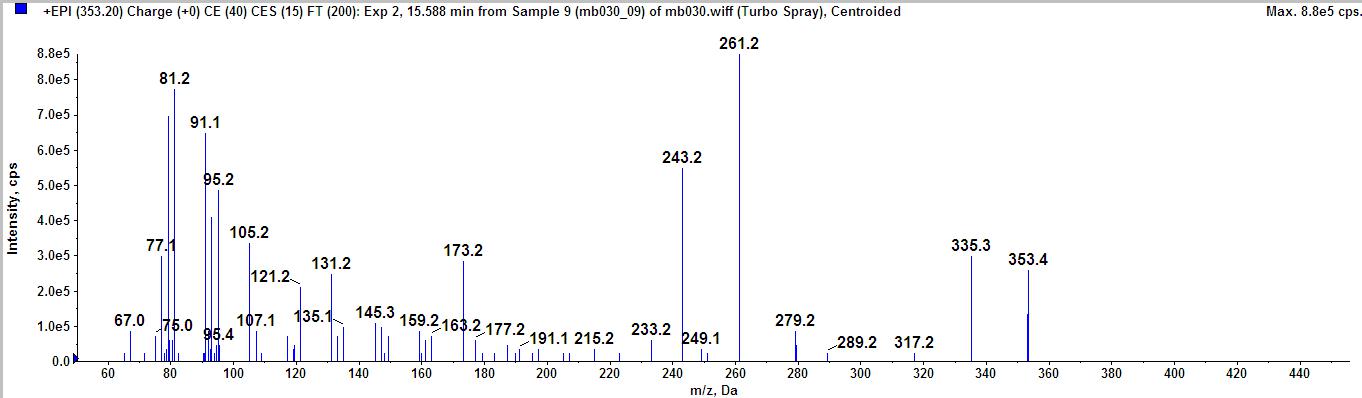 +EPI (353.20) Charge (+0) CE (40) CES (15) FT (200): Exp 2, 15.588 min from Sample 9 (mb030_09) of mb030.wiff (Turbo Spray), Centroided Max. 8.8e5 cps.
261.2
8.8e5
8.0e5
81.2
7.0e5
91.1
6.0e5
243.2
95.2
5.0e5
4.0e5
105.2
77.1
335.3
3.0e5
173.2
353.4
131.2
121.2
2.0e5
67.0 75.0 95.4 107.1 135.1 145.3 159.2 163.2 177.2 191.1 215.2 233.2 249.1 279.2 289.2 317.2
1.0e5
0.0
60 80 100 120 140 160 180 200 220 240 260 280 300 320 340 360 380 400 420 440
m/z, Da
Intensity, cps